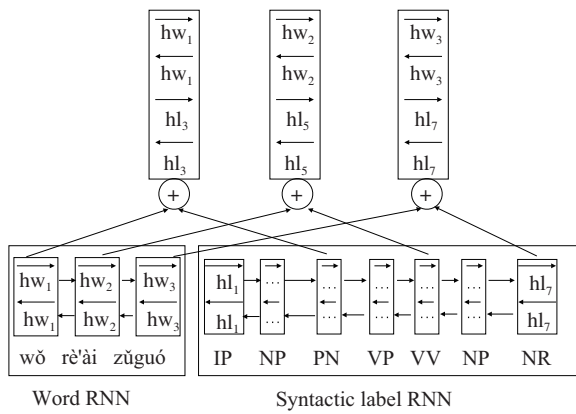 hw1 hw2 hw3
hw1 hw2 hw3
hl3 hl5 hl7
hl3 hl5 hl7
+ + +
hw1 hw2 hw3 hl1 ... ... ... ... ... hl7
hw1 hw2 hw3 hl1 ... ... ... ... ... hl7
wǒ rè'ài zǔguó IP NP PN VP VV NP NR
Word RNN Syntactic label RNN